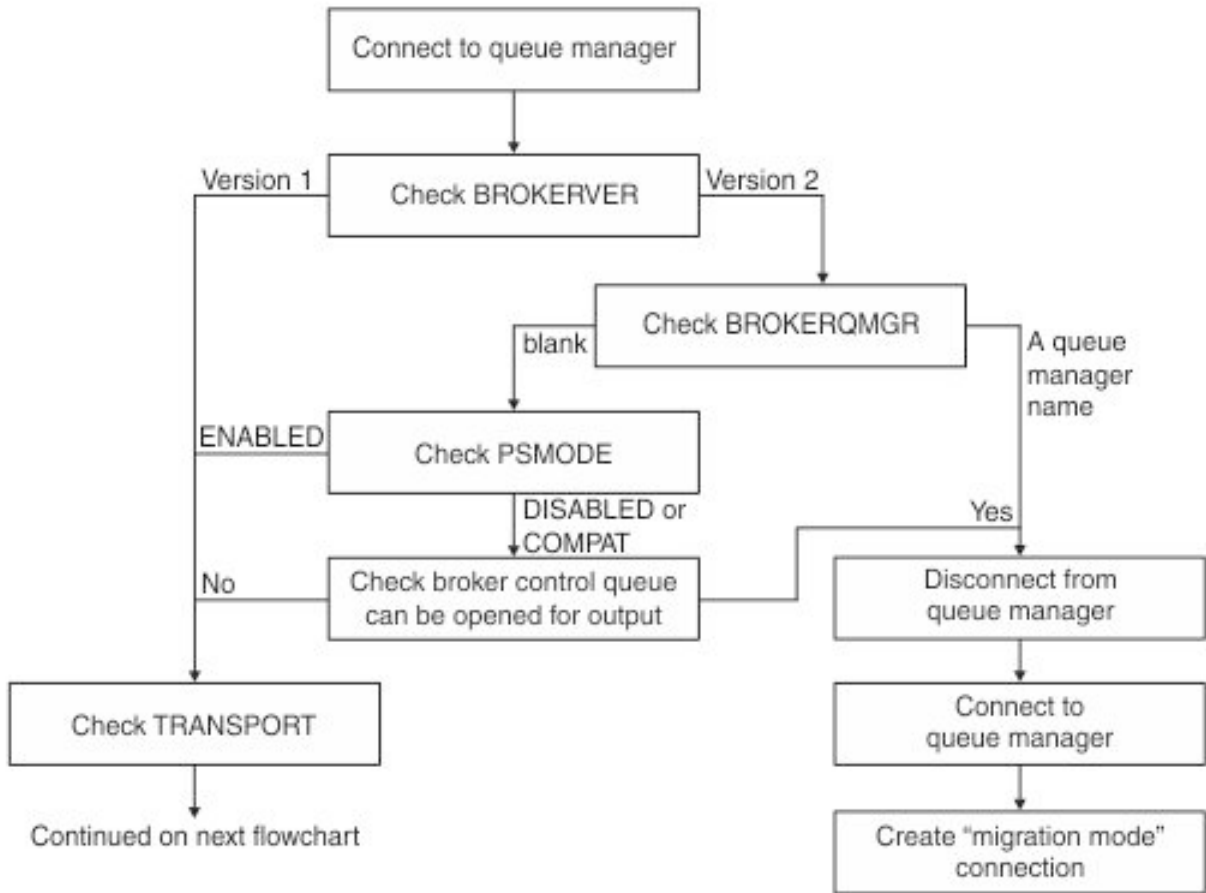 Connect to queue manager
Version 1
Check BROKERVER
Version 2
Check BROKERQMGR
blank
A queue
manager
name
ENABLED
Check PSMODE
DISABLED or
COMPAT
Yes
No
Check broker control queue
can be opened for output
Disconnect from
queue manager
Check TRANSPORT
Connect to
queue manager
Continued on next flowchart
Create “migration mode”
connection